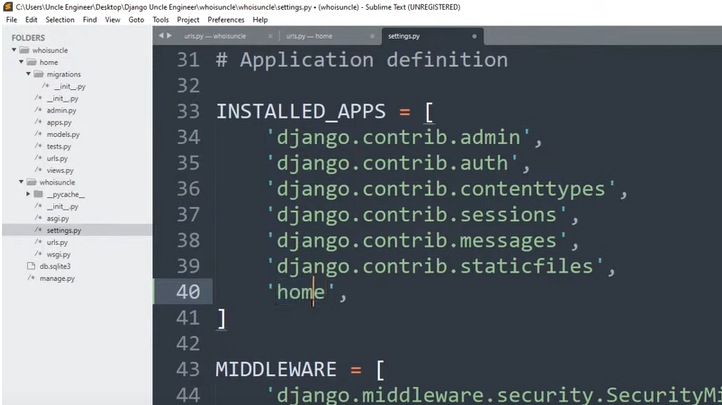 C:\Users\Uncle Engineer\Desktop\Django Uncle Engineer\whoisuncle\whoisuncle\settings.py • (whoisuncle) - Sublime Text (UNREGISTERED)
File Edit Selection Find View Goto Tools Project Preferences Help
FOLDERS
whoisuncle
home
migrations
__init__.py
__init__.py
admin.py
apps.py
models.py
tests.py
urls.py
views.py
whoisuncle
__pycache__
__init__.py
asgi.py
settings.py
urls.py
wsgi.py
db.sqlite3
manage.py
urls.py — whoisuncle
urls.py — home
settings.py
31 # Application definition
32
33 INSTALLED_APPS = [
34 'django.contrib.admin',
35 'django.contrib.auth',
36 'django.contrib.contenttypes',
37 'django.contrib.sessions',
38 'django.contrib.messages',
39 'django.contrib.staticfiles',
40 'home',
41 ]
42
43 MIDDLEWARE = [
44 'django.middleware.security.SecurityMi